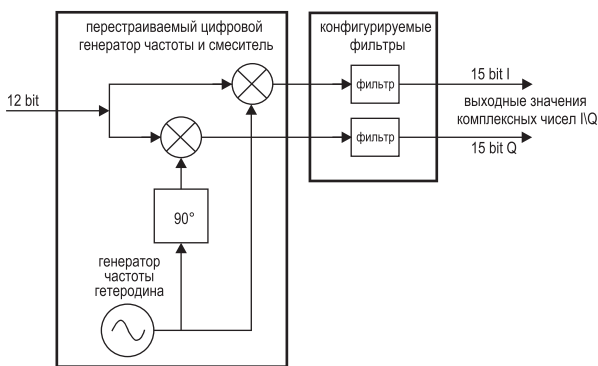 перестраиваемый цифровой
генератор частоты и смеситель
конфигурируемые
фильтры
12 bit
фильтр
15 bit I
выходные значения
комплексных чисел I\Q
фильтр
15 bit Q
90°
генератор
частоты
гетеродина